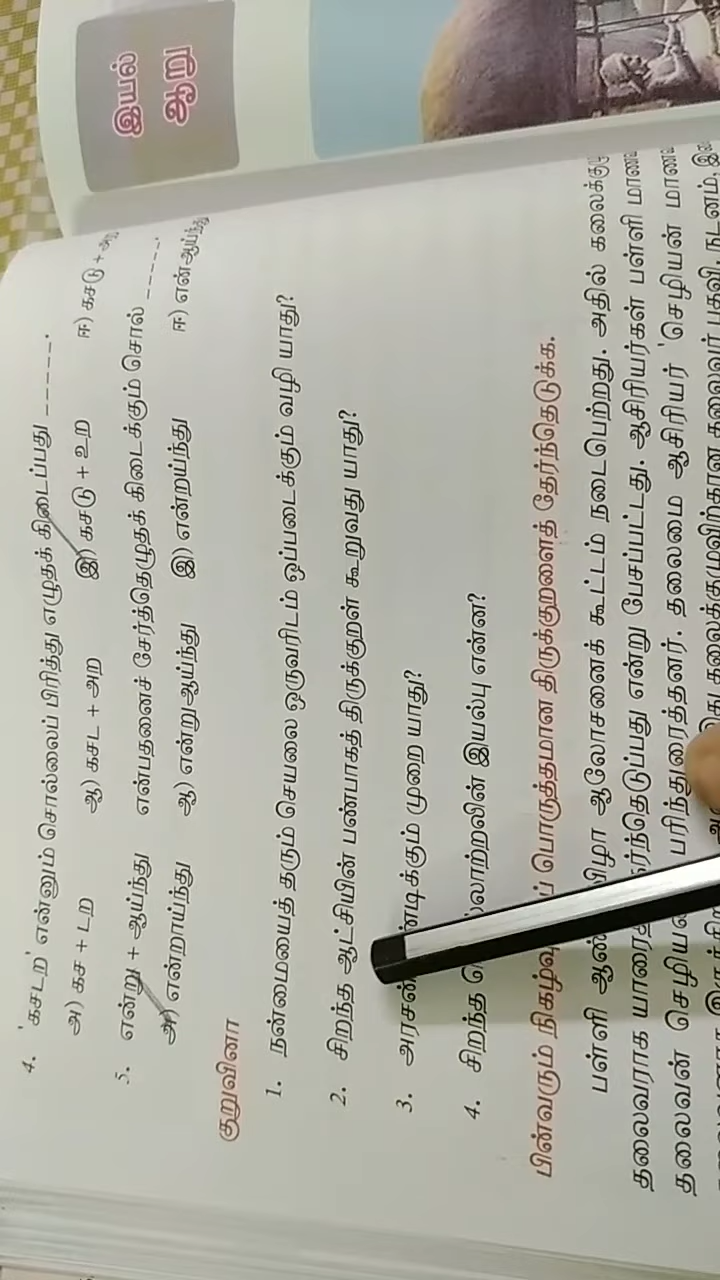 4. 'கசடற' என்னும் சொல்லைப் பிரித்து எழுதக் கிடைப்பது ______.
அ) கச + டற ஆ) கசட + அற இ) கசடு + உற ஈ) கசடு +
5. என்று + ஆய்ந்து என்பதனைச் சேர்த்தெழுதக் கிடைக்கும் சொல் ______.
அ) என்றாய்ந்து ஆ) என்றுஆய்ந்து இ) என்றய்ந்து ஈ) என்ஆய்ந்து
குறுவினா
1. நன்மையைத் தரும் செயலை ஒருவரிடம் ஒப்படைக்கும் வழி யாது?
2. சிறந்த ஆட்சியின் பண்பாகத் திருக்குறள் கூறுவது யாது?
3. அரசன் ண்டிக்கும் முறை யாது?
4. சிறந்த லாற்றலின் இயல்பு என்ன?
பின்வரும் பொருத்தமான திருக்குறளைத் தேர்ந்தெடுக்க.
பள்ளி விழா ஆலோசனைக் கூட்டம் நடைபெற்றது. அதில்
தலைவராக ர்ந்தெடுப்பது என்று பேசப்பட்டது. ஆசிரியர்கள் பள்ளி
தலைவன் பரிந்துரைத்தனர். தலைமை ஆசிரியர் 'செழியன்
இயல்
ஆறு